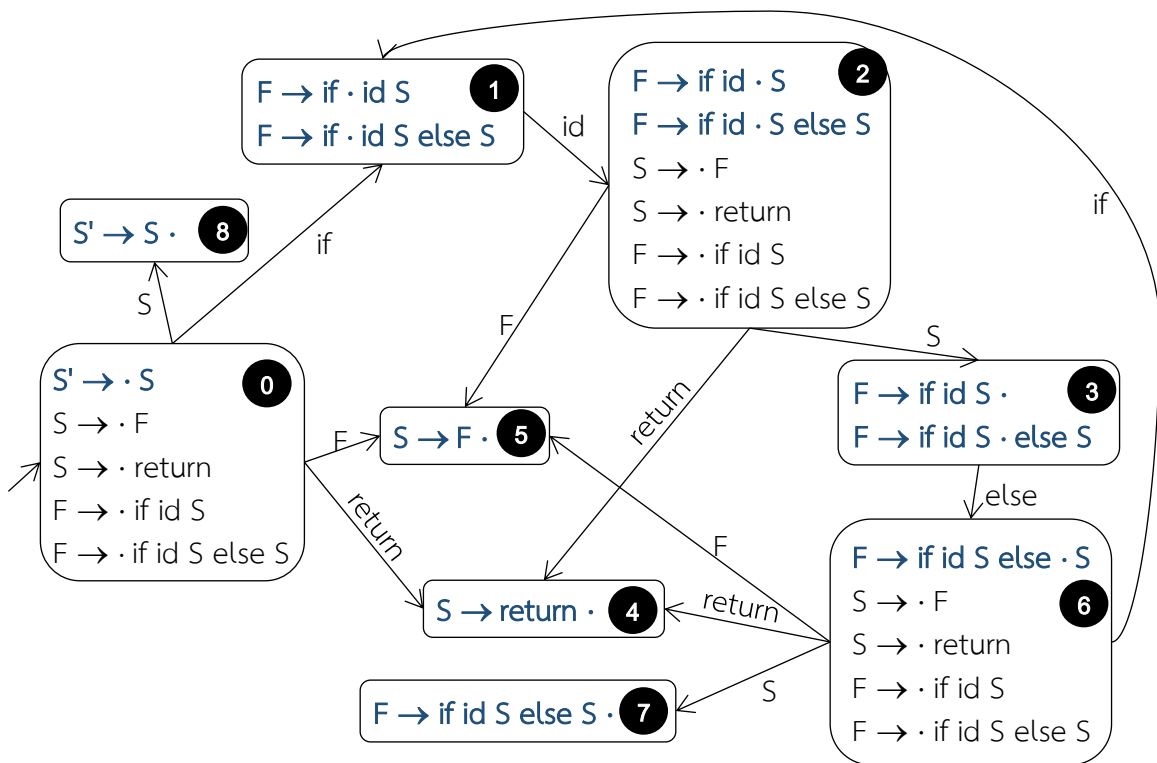 F → if · id S
F → if · id S else S
1
id
F → if id · S
F → if id · S else S
S → · F
S → · return
F → · if id S
F → · if id S else S
2
if
S' → S ·
8
S
if
F
return
S
S' → · S
S → · F
S → · return
F → · if id S
F → · if id S else S
0
F
return
S → F ·
5
F → if id S ·
F → if id S · else S
3
else
S → return ·
4
F
return
S
F → if id S else · S
S → · F
S → · return
F → · if id S
F → · if id S else S
6
F → if id S else S ·
7